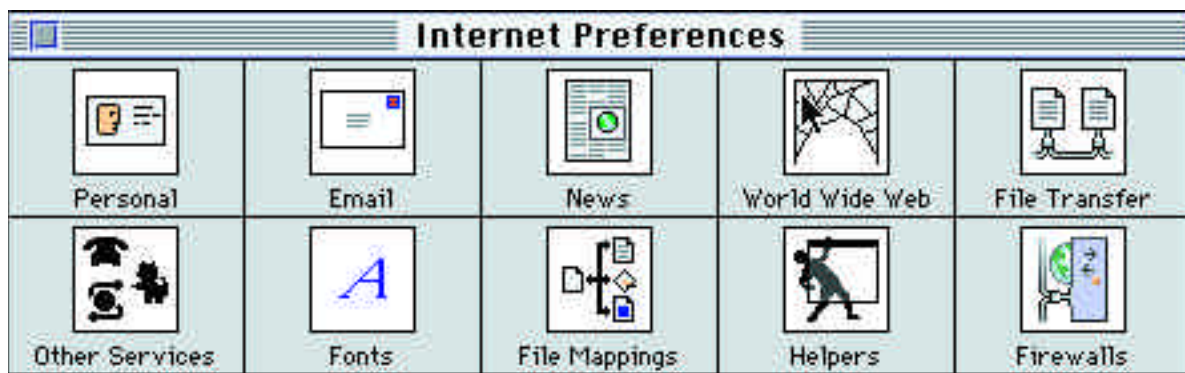 Internet Preferences
Personal
Email
News
World Wide Web
File Transfer
Other Services
Fonts
File Mappings
Helpers
Firewalls